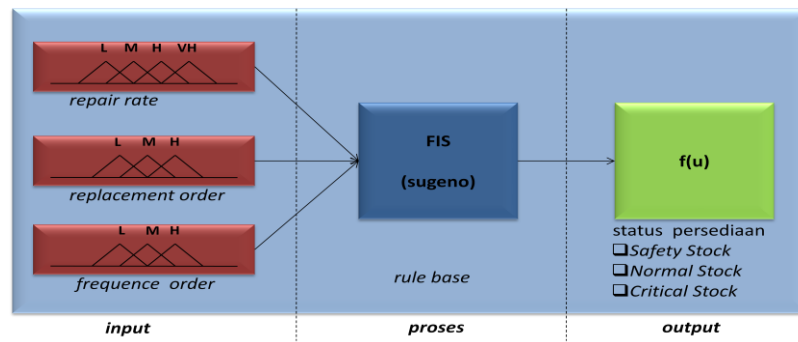 L M H VH
repair rate
L M H
replacement order
L M H
frequence order
input
FIS
(sugeno)
rule base
proses
f(u)
status persediaan
Safety Stock
Normal Stock
Critical Stock
output